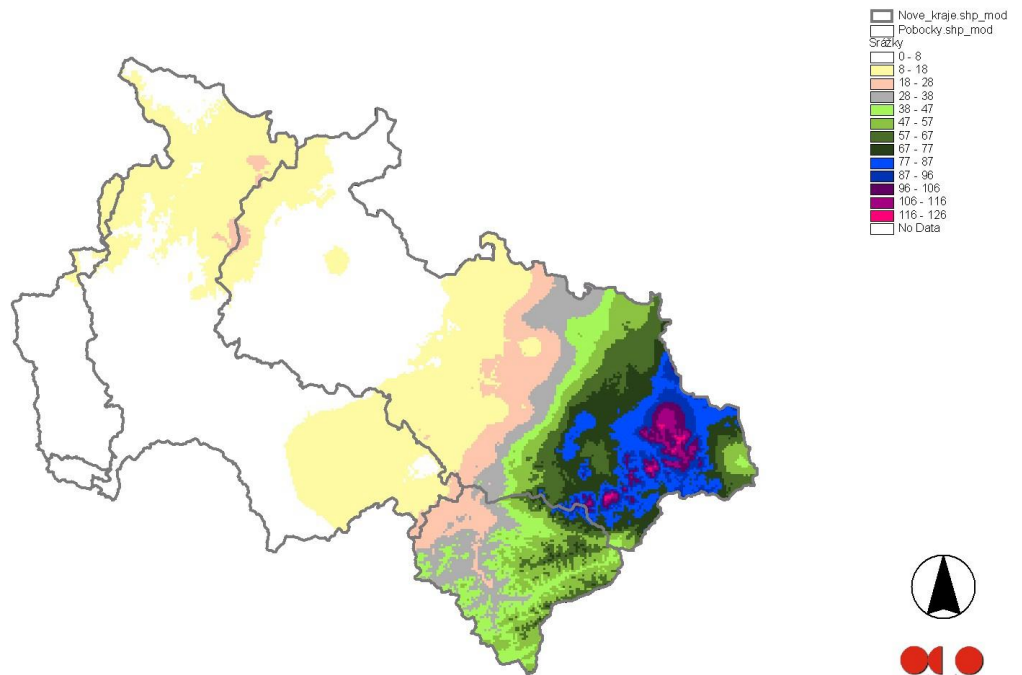 Nove_kraje.shp_mod
Pobocky.shp_mod
Srážky
0 - 8
8 - 18
18 - 28
28 - 38
38 - 47
47 - 57
57 - 67
67 - 77
77 - 87
87 - 96
96 - 106
106 - 116
116 - 126
No Data